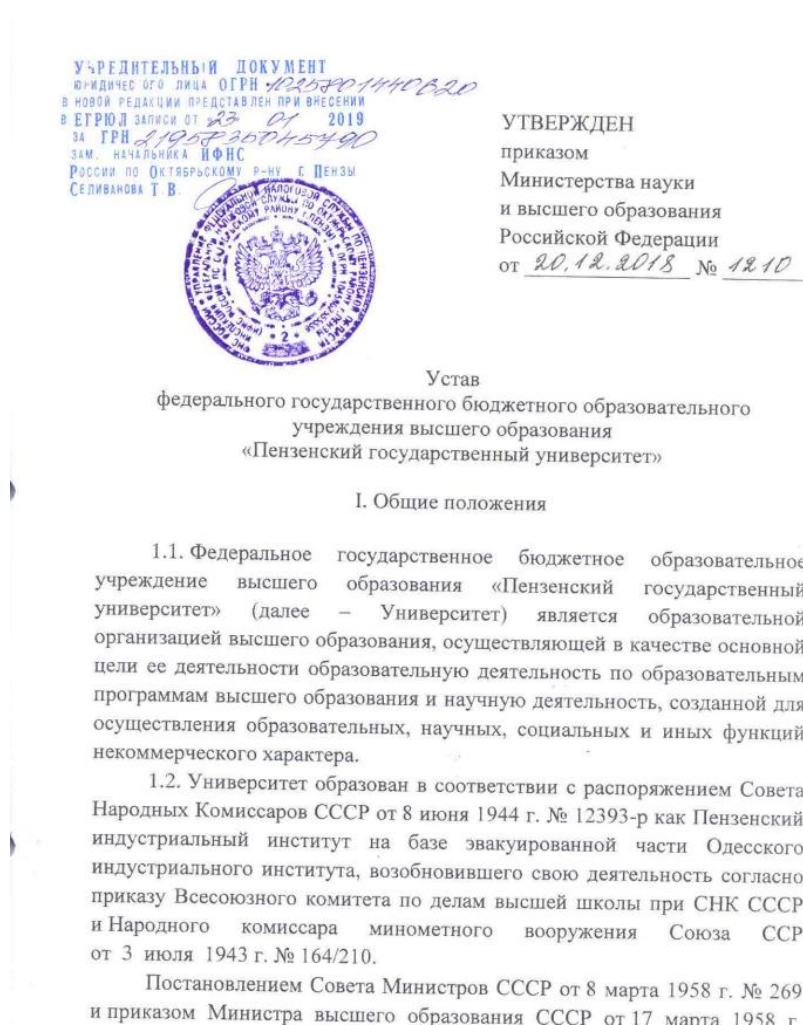 УЧРЕДИТЕЛЬНЫЙ ДОКУМЕНТ
ЮРИДИЧЕСКОГО ЛИЦА ОГРН 1025801440620
В НОВОЙ РЕДАКЦИИ ПРЕДСТАВЛЕН ПРИ ВНЕСЕНИИ
В ЕГРЮЛ ЗАПИСИ ОТ 23 01 2019
ЗА ГРН 2195835045790
ЗАМ. НАЧАЛЬНИКА ИФНС
РОССИИ ПО ОКТЯБРЬСКОМУ Р-НУ Г. ПЕНЗЫ
СЕЛИВАНОВА Т.В.
УТВЕРЖДЕН
приказом
Министерства науки
и высшего образования
Российской Федерации
от 20.12.2018 № 1210
Устав
федерального государственного бюджетного образовательного
учреждения высшего образования
«Пензенский государственный университет»
I. Общие положения
1.1. Федеральное государственное бюджетное образовательное
учреждение высшего образования «Пензенский государственный
университет» (далее – Университет) является образовательной
организацией высшего образования, осуществляющей в качестве основной
цели ее деятельности образовательную деятельность по образовательным
программам высшего образования и научную деятельность, созданной для
осуществления образовательных, научных, социальных и иных функций
некоммерческого характера.
1.2. Университет образован в соответствии с распоряжением Совета
Народных Комиссаров СССР от 8 июня 1944 г. № 12393-р как Пензенский
индустриальный институт на базе эвакуированной части Одесского
индустриального института, возобновившего свою деятельность согласно
приказу Всесоюзного комитета по делам высшей школы при СНК СССР
и Народного комиссара минометного вооружения Союза ССР
от 3 июля 1943 г. № 164/210.
Постановлением Совета Министров СССР от 8 марта 1958 г. № 269
и приказом Министра высшего образования СССР от 17 марта 1958 г.